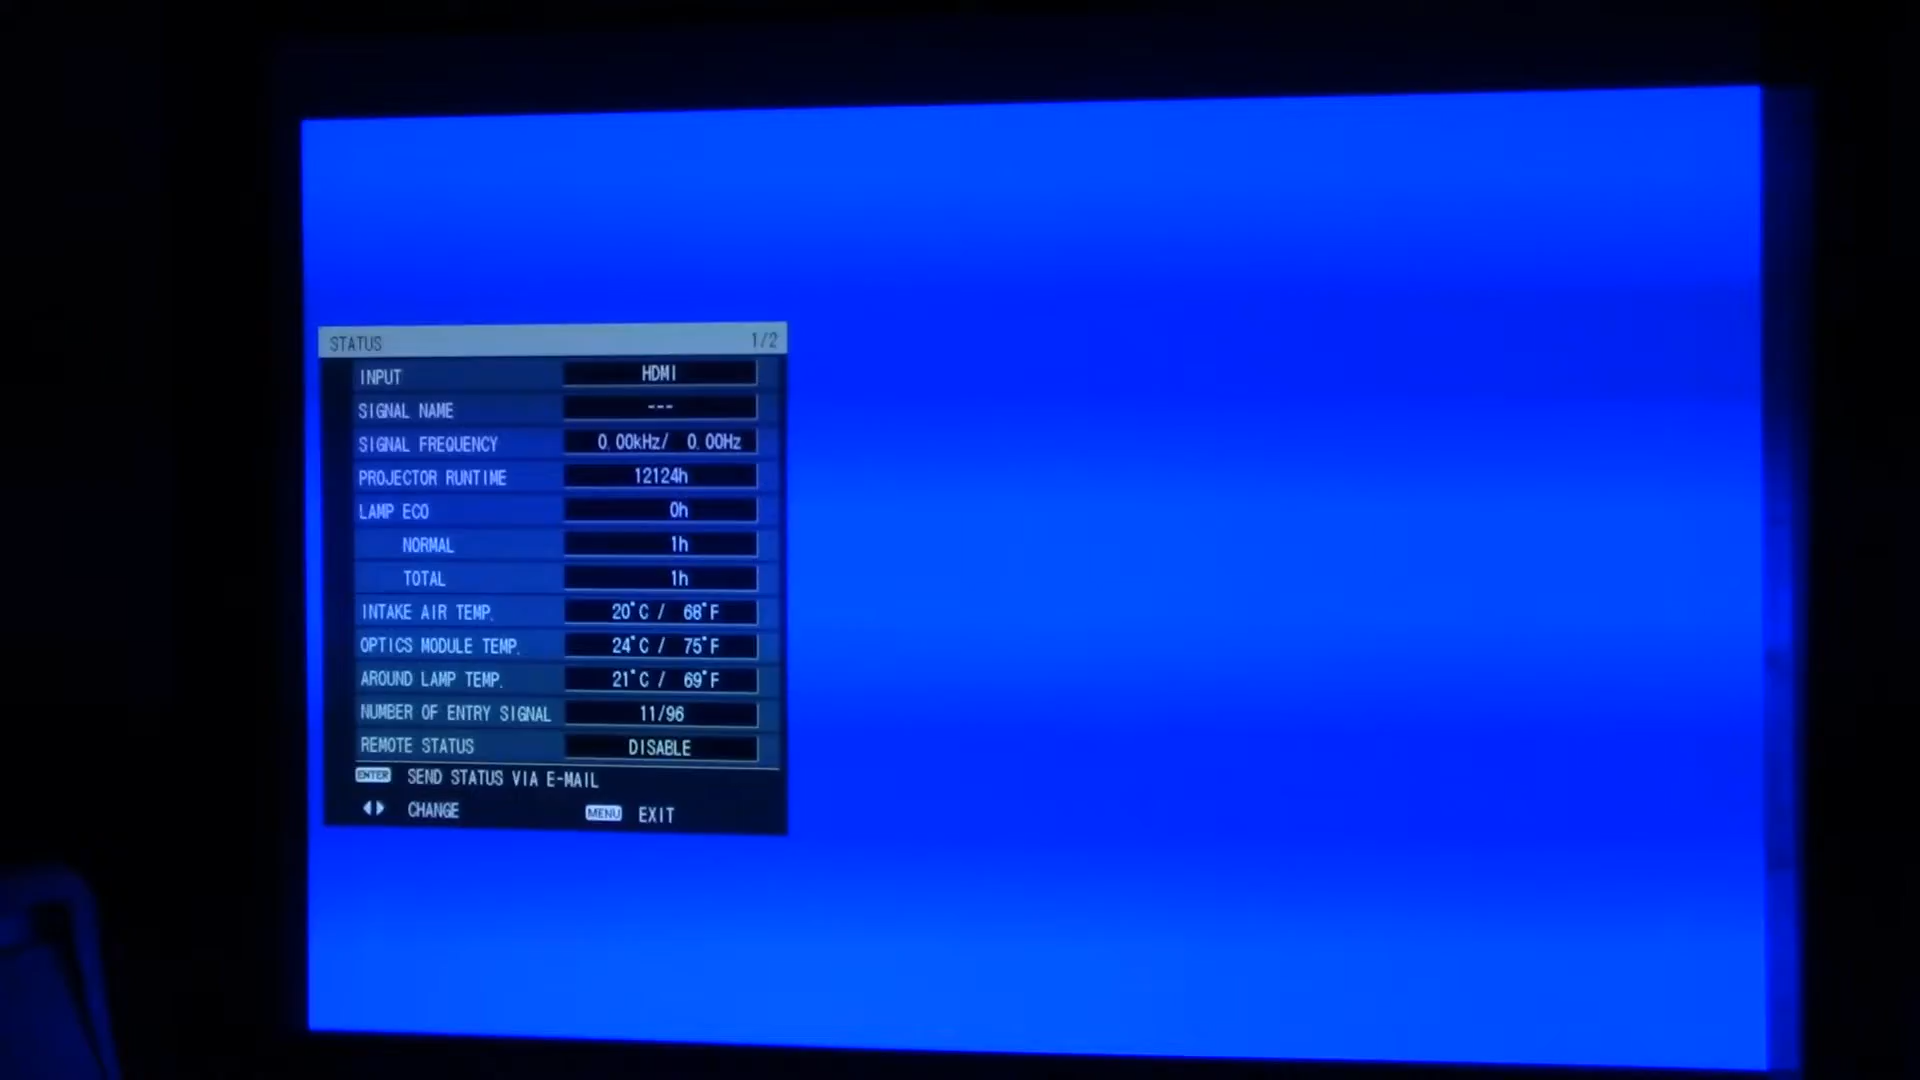 STATUS 1/2
INPUT HDMI
SIGNAL NAME ---
SIGNAL FREQUENCY 0.00kHz/ 0.00Hz
PROJECTOR RUNTIME 12124h
LAMP ECO 0h
NORMAL 1h
TOTAL 1h
INTAKE AIR TEMP. 20°C / 68°F
OPTICS MODULE TEMP. 24°C / 75°F
AROUND LAMP TEMP. 21°C / 69°F
NUMBER OF ENTRY SIGNAL 11/96
REMOTE STATUS DISABLE
ENTER SEND STATUS VIA E-MAIL
CHANGE MENU EXIT